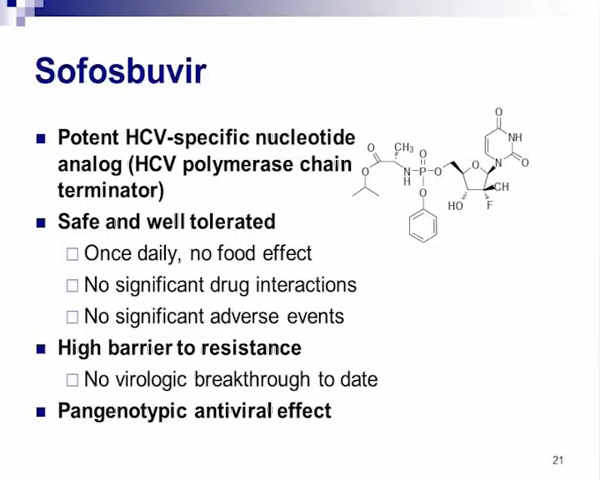 Sofosbuvir
Potent HCV-specific nucleotide
analog (HCV polymerase chain
terminator)
Safe and well tolerated
Once daily, no food effect
No significant drug interactions
No significant adverse events
High barrier to resistance
No virologic breakthrough to date
Pangenotypic antiviral effect
O
CH3
O
O
N
H
P
O
O
HO
F
CH
O
NH
N
O
21